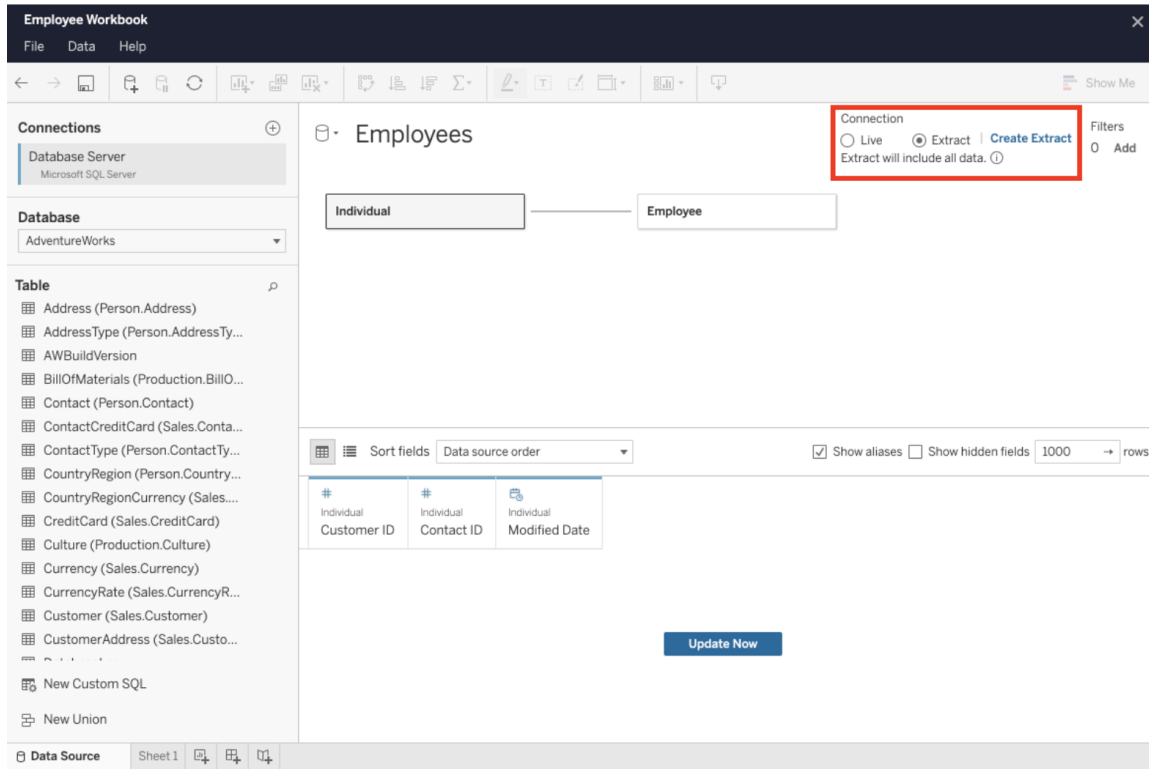 Employee Workbook
File Data Help
Show Me
Connections
Database Server
Microsoft SQL Server
Database
AdventureWorks
Table
Address (Person.Address)
AddressType (Person.AddressTy...
AWBuildVersion
BillOfMaterials (Production.BillO...
Contact (Person.Contact)
ContactCreditCard (Sales.Conta...
ContactType (Person.ContactTy...
CountryRegion (Person.Country...
CountryRegionCurrency (Sales....
CreditCard (Sales.CreditCard)
Culture (Production.Culture)
Currency (Sales.Currency)
CurrencyRate (Sales.CurrencyR...
Customer (Sales.Customer)
CustomerAddress (Sales.Custo...
New Custom SQL
New Union
Employees
Connection
Live Extract Create Extract
Extract will include all data.
Filters
0 Add
Individual Employee
Sort fields Data source order Show aliases Show hidden fields 1000 → rows
Individual Individual Individual
Customer ID Contact ID Modified Date
Update Now
Data Source Sheet 1